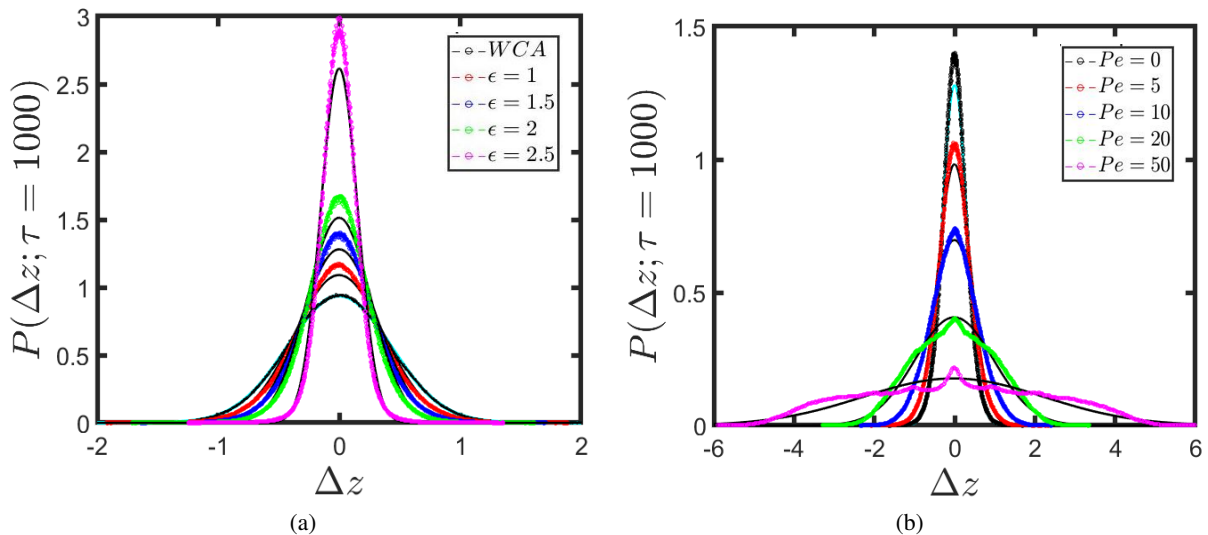 3
2.5
2
1.5
1
0.5
0
-2
-1
0
1
2
P(Δz; τ = 1000)
Δz
WCA
ϵ = 1
ϵ = 1.5
ϵ = 2
ϵ = 2.5
(a)
1.5
1
0.5
0
-6
-4
-2
0
2
4
6
P(Δz; τ = 1000)
Δz
Pe = 0
Pe = 5
Pe = 10
Pe = 20
Pe = 50
(b)